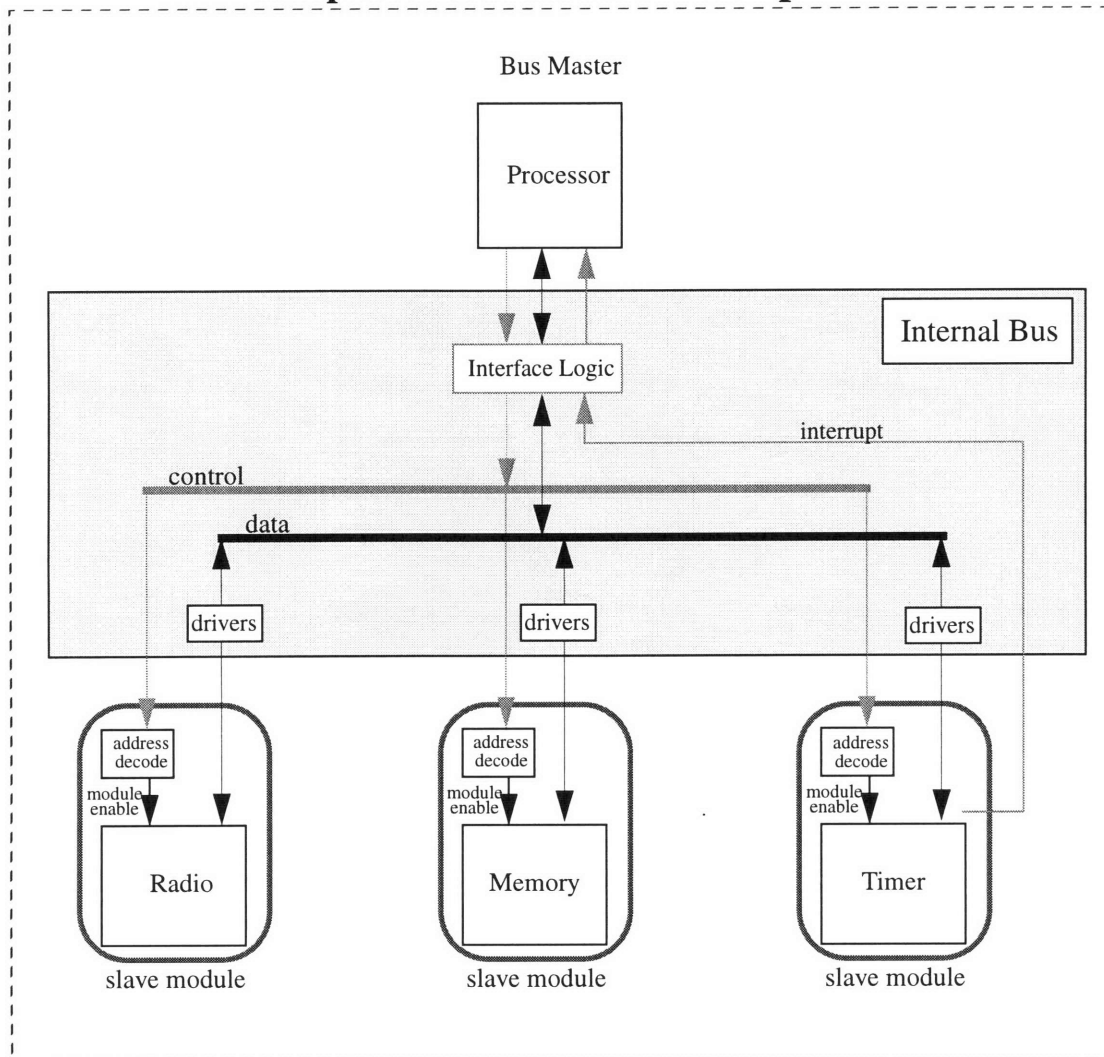 Bus Master
Processor
Internal Bus
Interface Logic
interrupt
control
data
drivers
drivers
drivers
address
decode
module
enable
Radio
slave module
address
decode
module
enable
Memory
slave module
address
decode
module
enable
Timer
slave module